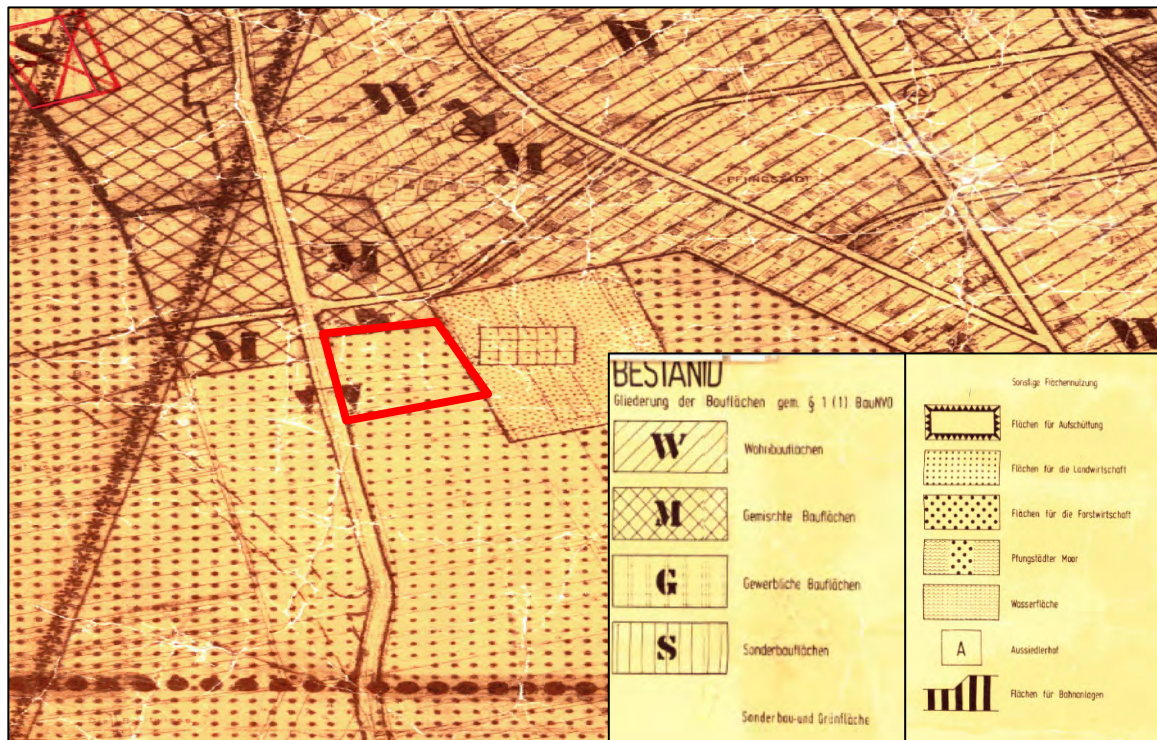 S
W
W
M
PFUNGSTADT
M
M
W
BESTAND
Gliederung der Bauflächen gem. § 1 (1) BauNVO
W Wohnbauflächen
M Gemischte Bauflächen
G Gewerbliche Bauflächen
S Sonderbauflächen
Sonderbau-und Grünfläche
Sonstige Flächennutzung
Flächen für Aufschüttung
Flächen für die Landwirtschaft
Flächen für die Forstwirtschaft
Pfungstädter Moor
Wasserfläche
A Aussiedlerhof
Flächen für Bahnanlagen